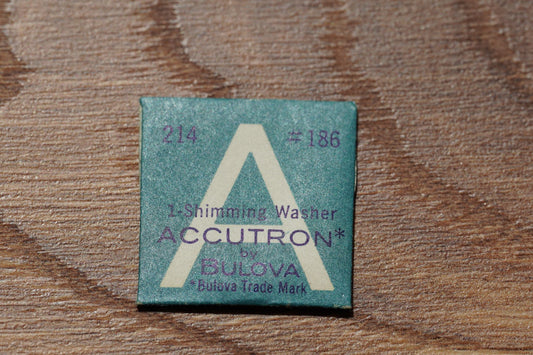 214 #186
A
1-Shimming Washer
ACCUTRON*
by
BULOVA
*Bulova Trade Mark